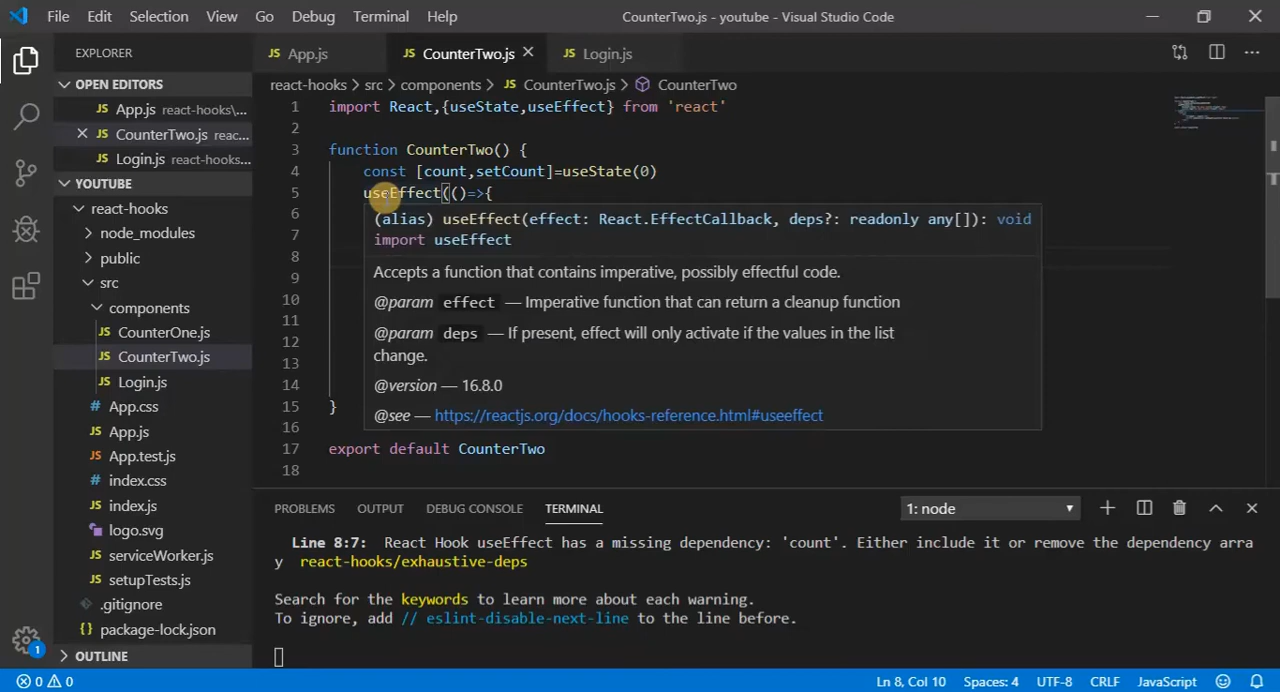 File Edit Selection View Go Debug Terminal Help CounterTwo.js - youtube - Visual Studio Code
EXPLORER
OPEN EDITORS
JS App.js react-hooks\...
JS CounterTwo.js reac...
JS Login.js react-hooks...
YOUTUBE
react-hooks
node_modules
public
src
components
JS CounterOne.js
JS CounterTwo.js
JS Login.js
# App.css
JS App.js
JS App.test.js
# index.css
JS index.js
logo.svg
JS serviceWorker.js
JS setupTests.js
.gitignore
{} package-lock.json
OUTLINE
1
JS App.js JS CounterTwo.js JS Login.js
react-hooks > src > components > JS CounterTwo.js > CounterTwo
1 import React,{useState,useEffect} from 'react'
2
3 function CounterTwo() {
4 const [count,setCount]=useState(0)
5 useEffect(()=>{
6
7
8
9
10
11
12
13
14
15 }
16
17 export default CounterTwo
18
(alias) useEffect(effect: React.EffectCallback, deps?: readonly any[]): void
import useEffect
Accepts a function that contains imperative, possibly effectful code.
@param effect — Imperative function that can return a cleanup function
@param deps — If present, effect will only activate if the values in the list
change.
@version — 16.8.0
@see — https://reactjs.org/docs/hooks-reference.html#useeffect
PROBLEMS OUTPUT DEBUG CONSOLE TERMINAL 1: node
Line 8:7: React Hook useEffect has a missing dependency: 'count'. Either include it or remove the dependency arra
y react-hooks/exhaustive-deps
Search for the keywords to learn more about each warning.
To ignore, add // eslint-disable-next-line to the line before.
0 0 Ln 8, Col 10 Spaces: 4 UTF-8 CRLF JavaScript